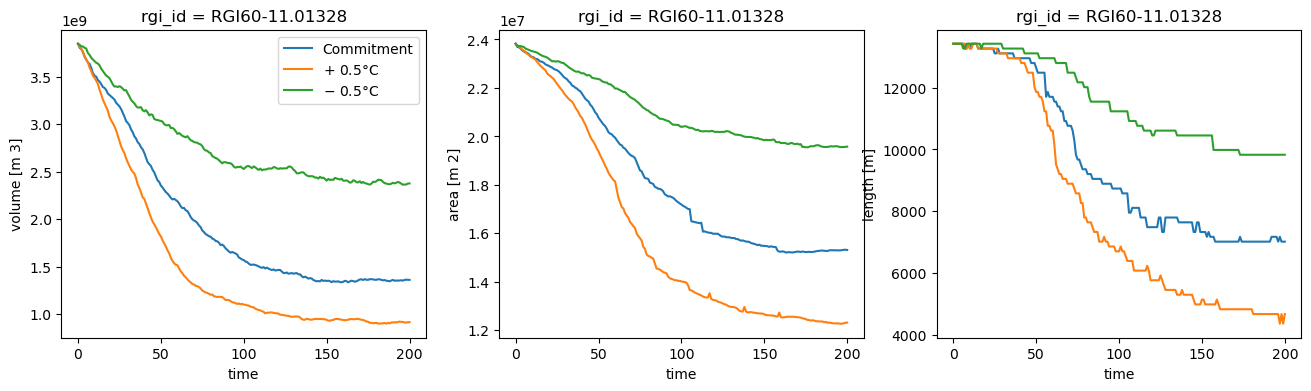 rgi_id = RGI60-11.01328
1e9
volume [m 3]
3.5
3.0
2.5
2.0
1.5
1.0
0
50
100
150
200
time
Commitment
+ 0.5°C
− 0.5°C
rgi_id = RGI60-11.01328
1e7
area [m 2]
2.4
2.2
2.0
1.8
1.6
1.4
1.2
0
50
100
150
200
time
rgi_id = RGI60-11.01328
length [m]
12000
10000
8000
6000
4000
0
50
100
150
200
time